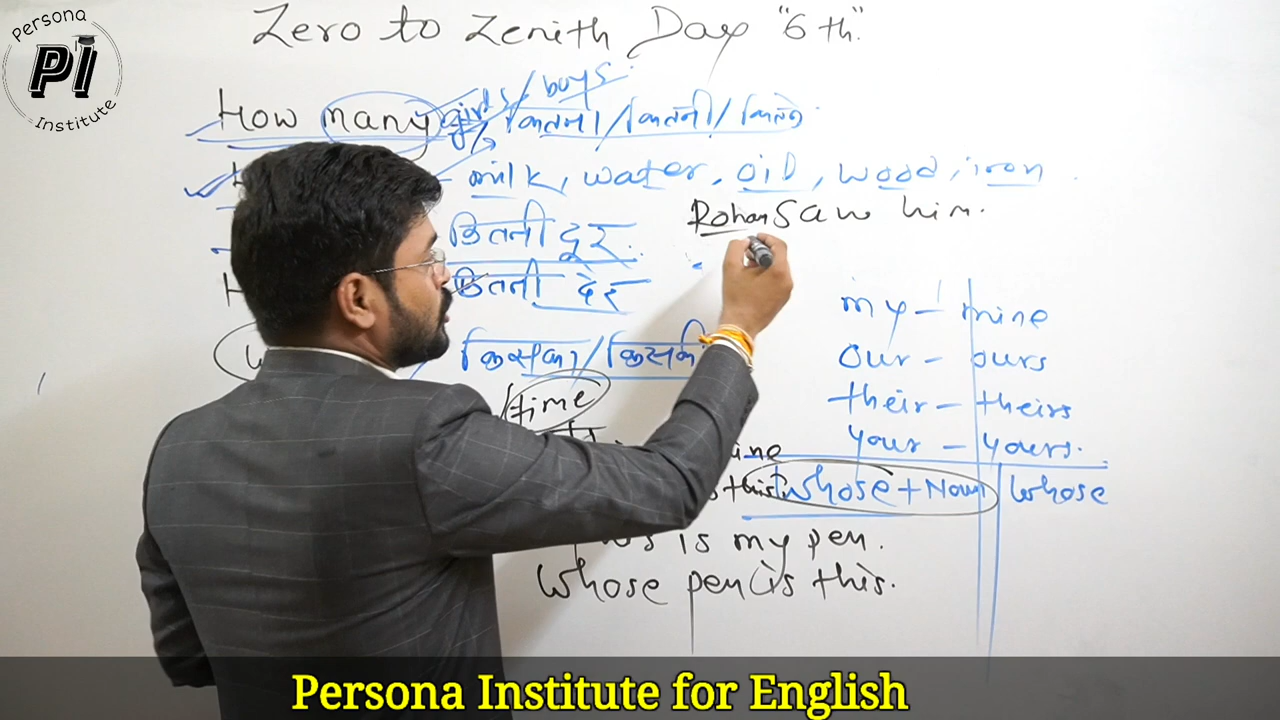 Persona
PI
Institute
Zero to Zenith Day "6th"
girls / boys
How many कितना / कितनी / कितने
milk, water, oil, wood, iron
Rohan saw him.
कितनी दूर
कितनी देर
my - mine
किसका / किसकी
our - ours
time
their - theirs
your - yours.
whose + Noun whose
This is my pen.
Whose pen is this.
Persona Institute for English